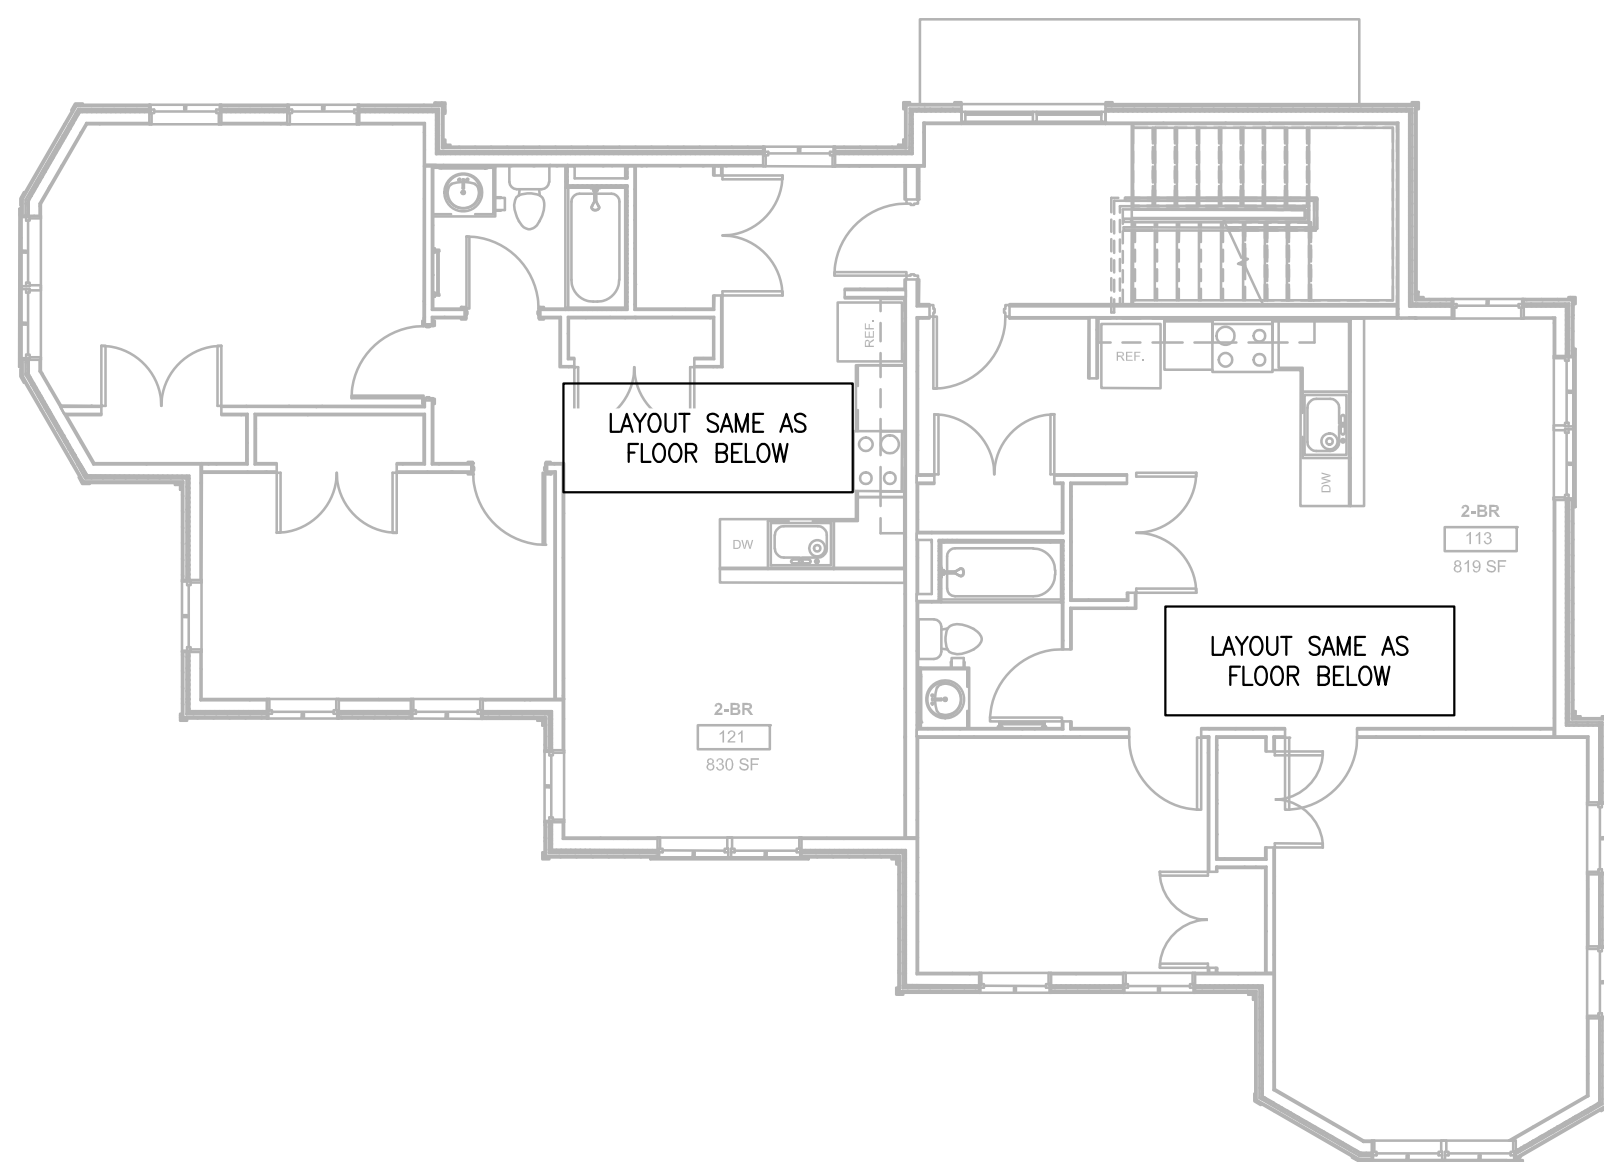 REF.
REF.
LAYOUT SAME AS
FLOOR BELOW
DW
DW
2-BR
113
819 SF
LAYOUT SAME AS
FLOOR BELOW
2-BR
121
830 SF